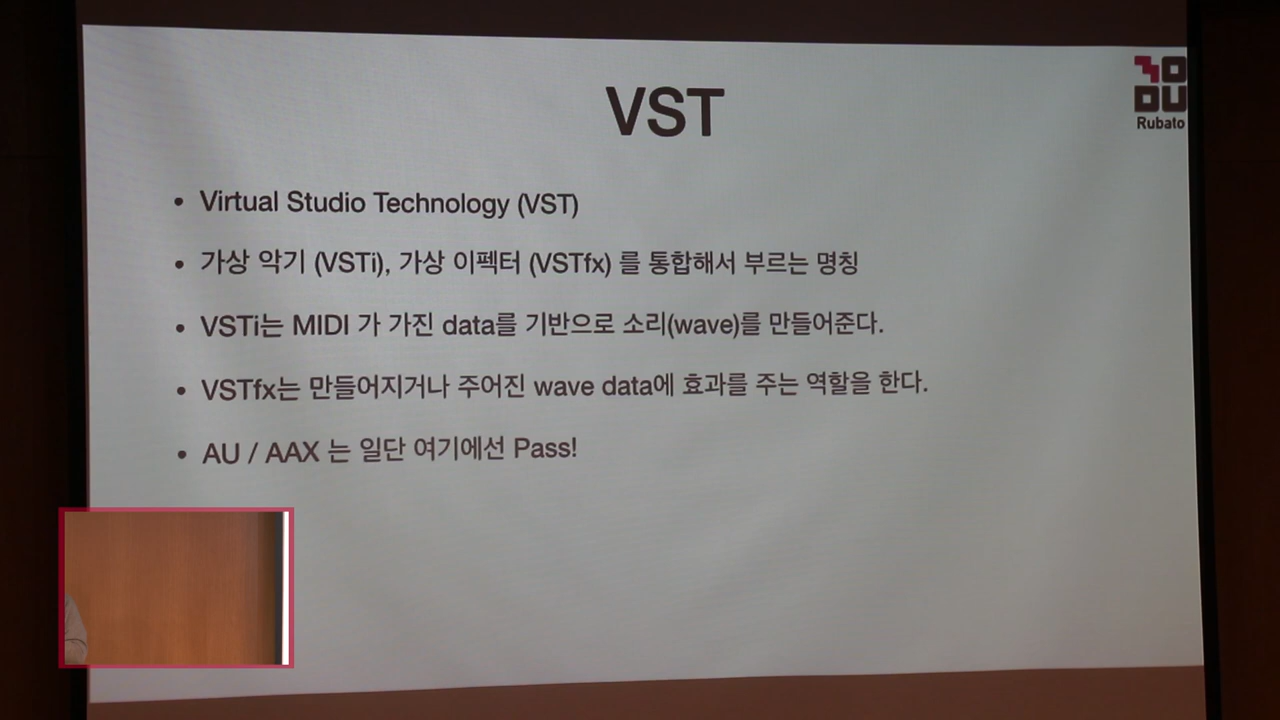 VST
Rubato
• Virtual Studio Technology (VST)
• 가상 악기 (VSTi), 가상 이펙터 (VSTfx) 를 통합해서 부르는 명칭
• VSTi는 MIDI 가 가진 data를 기반으로 소리(wave)를 만들어준다.
• VSTfx는 만들어지거나 주어진 wave data에 효과를 주는 역할을 한다.
• AU / AAX 는 일단 여기에선 Pass!